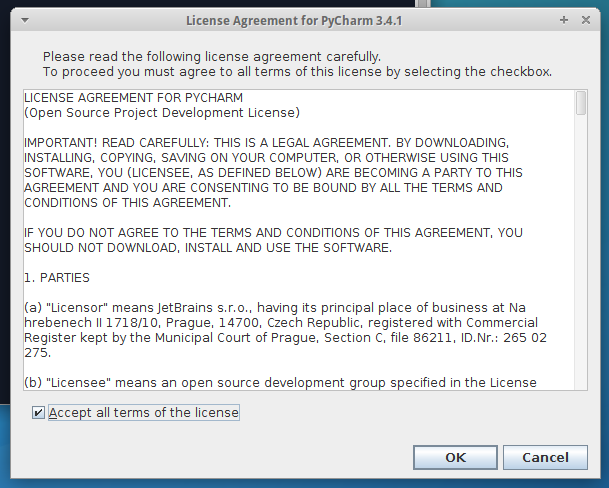 License Agreement for PyCharm 3.4.1
Please read the following license agreement carefully.
To proceed you must agree to all terms of this license by selecting the checkbox.
LICENSE AGREEMENT FOR PYCHARM
(Open Source Project Development License)
IMPORTANT! READ CAREFULLY: THIS IS A LEGAL AGREEMENT. BY DOWNLOADING,
INSTALLING, COPYING, SAVING ON YOUR COMPUTER, OR OTHERWISE USING THIS
SOFTWARE, YOU (LICENSEE, AS DEFINED BELOW) ARE BECOMING A PARTY TO THIS
AGREEMENT AND YOU ARE CONSENTING TO BE BOUND BY ALL THE TERMS AND
CONDITIONS OF THIS AGREEMENT.
IF YOU DO NOT AGREE TO THE TERMS AND CONDITIONS OF THIS AGREEMENT, YOU
SHOULD NOT DOWNLOAD, INSTALL AND USE THE SOFTWARE.
1. PARTIES
(a) "Licensor" means JetBrains s.r.o., having its principal place of business at Na
hrebenech II 1718/10, Prague, 14700, Czech Republic, registered with Commercial
Register kept by the Municipal Court of Prague, Section C, file 86211, ID.Nr.: 265 02
275.
(b) "Licensee" means an open source development group specified in the License
Accept all terms of the license
OK
Cancel